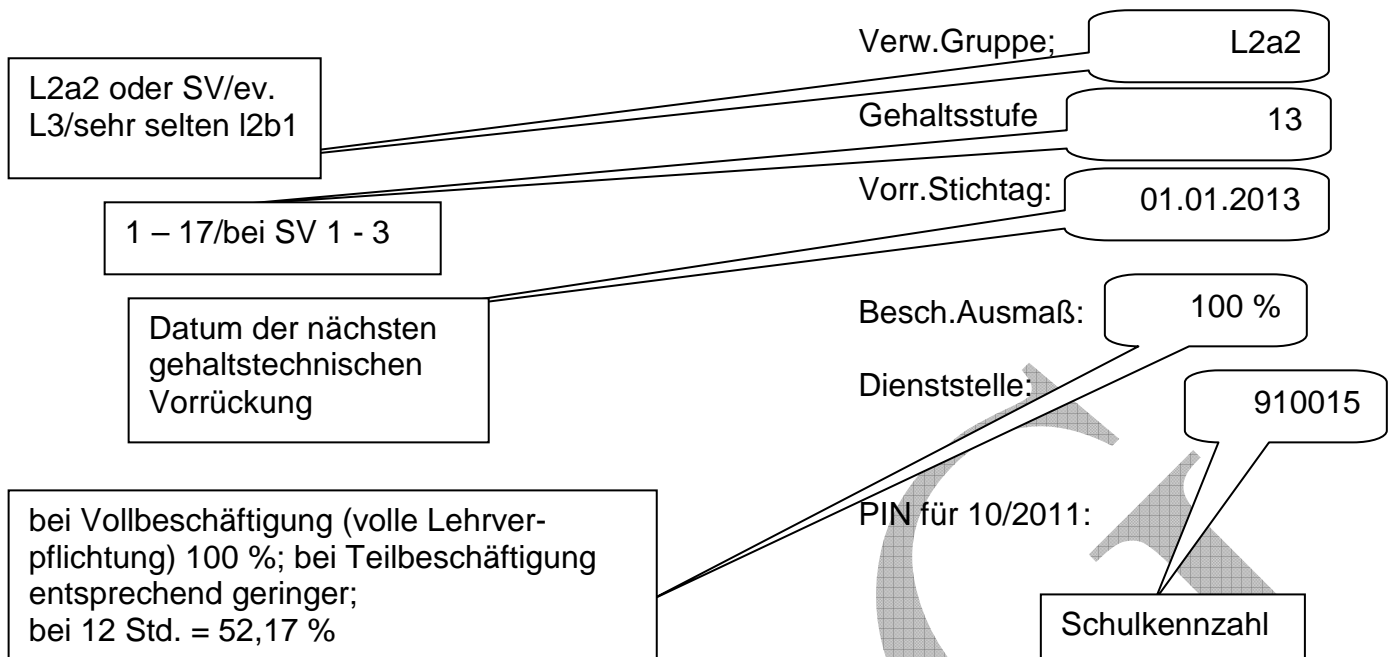 Verw.Gruppe; L2a2
L2a2 oder SV/ev.
L3/sehr selten l2b1
Gehaltsstufe 13
1 – 17/bei SV 1 - 3
Vorr.Stichtag: 01.01.2013
Datum der nächsten
gehaltstechnischen
Vorrückung
Besch.Ausmaß: 100 %
Dienststelle: 910015
bei Vollbeschäftigung (volle Lehrver-
pflichtung) 100 %; bei Teilbeschäftigung
entsprechend geringer;
bei 12 Std. = 52,17 %
PIN für 10/2011:
Schulkennzahl